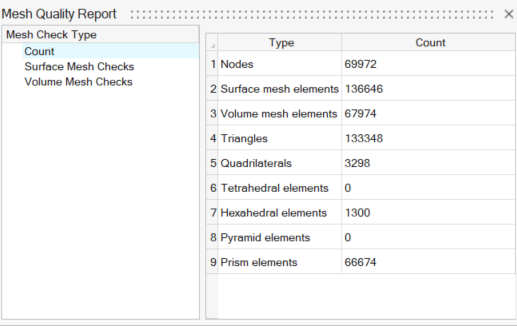 Mesh Quality Report
Mesh Check Type
Count
Surface Mesh Checks
Volume Mesh Checks
Type Count
1 Nodes 69972
2 Surface mesh elements 136646
3 Volume mesh elements 67974
4 Triangles 133348
5 Quadrilaterals 3298
6 Tetrahedral elements 0
7 Hexahedral elements 1300
8 Pyramid elements 0
9 Prism elements 66674